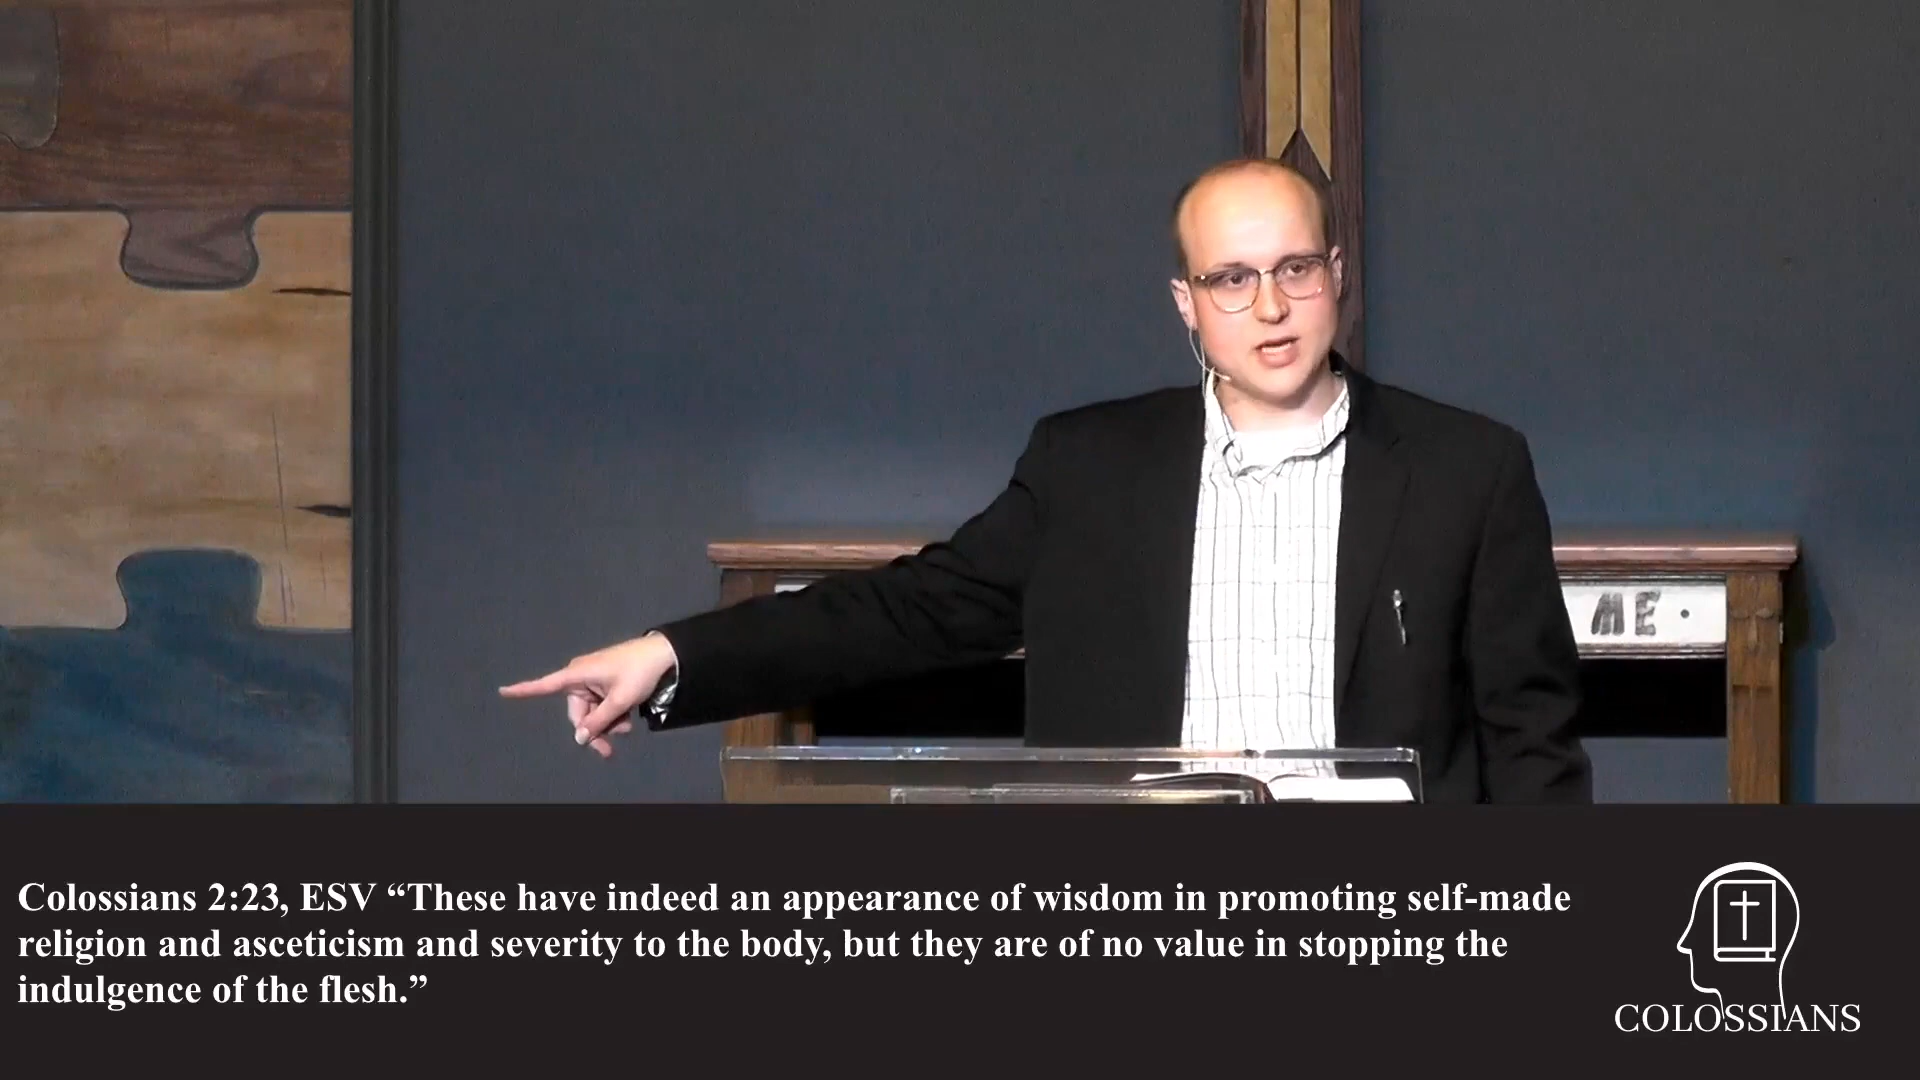 ME
Colossians 2:23, ESV “These have indeed an appearance of wisdom in promoting self-made
religion and asceticism and severity to the body, but they are of no value in stopping the
indulgence of the flesh.”
COLOSSIANS